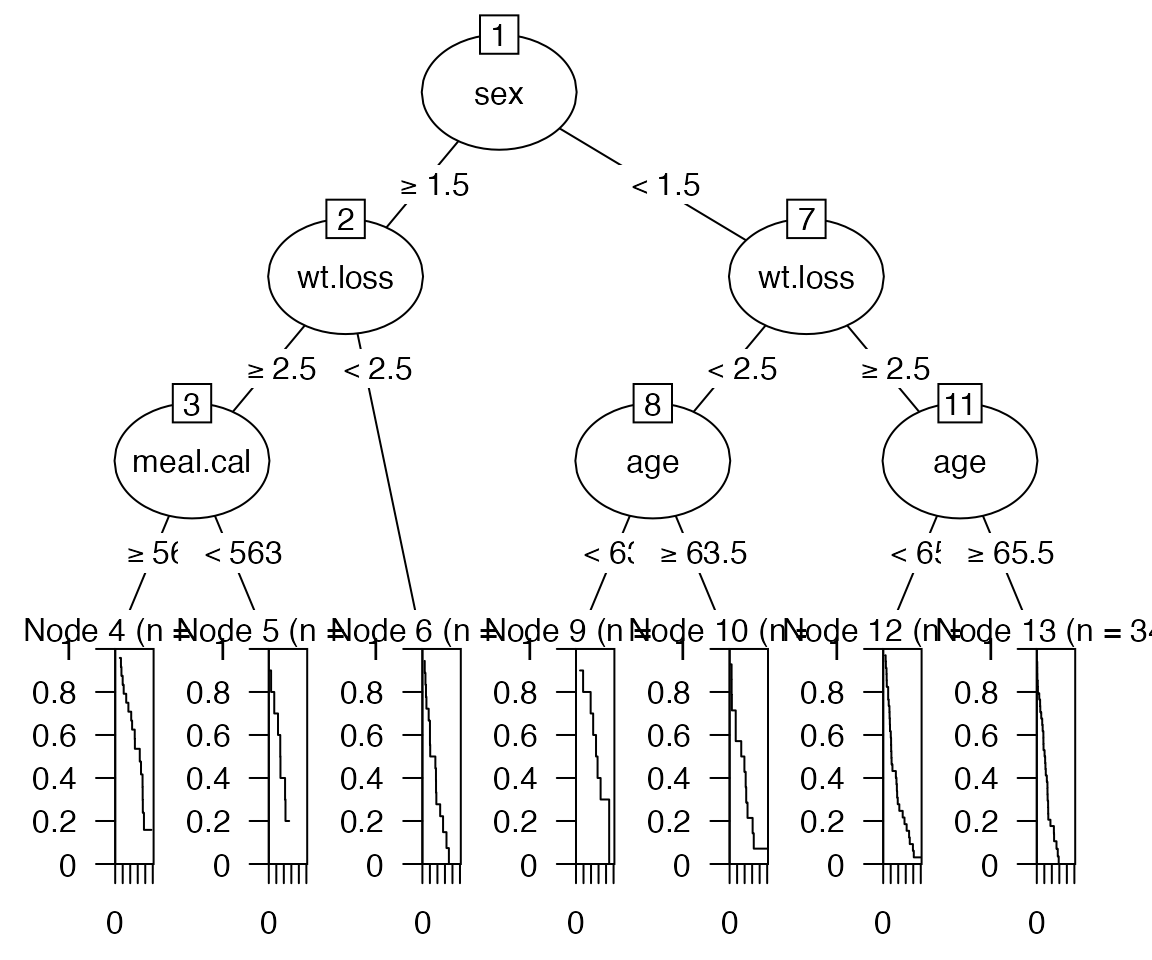 1
sex
≥ 1.5 < 1.5
2 7
wt.loss wt.loss
≥ 2.5 < 2.5 < 2.5 ≥ 2.5
3 8 11
meal.cal age age
≥ 56 < 563 < 63 ≥ 63.5 < 65 ≥ 65.5
Node 4 (n = Node 5 (n = Node 6 (n = Node 9 (n = Node 10 (n = Node 12 (n = Node 13 (n = 34
1 1 1 1 1 1 1
0.8 0.8 0.8 0.8 0.8 0.8 0.8
0.6 0.6 0.6 0.6 0.6 0.6 0.6
0.4 0.4 0.4 0.4 0.4 0.4 0.4
0.2 0.2 0.2 0.2 0.2 0.2 0.2
0 0 0 0 0 0 0
0 0 0 0 0 0 0